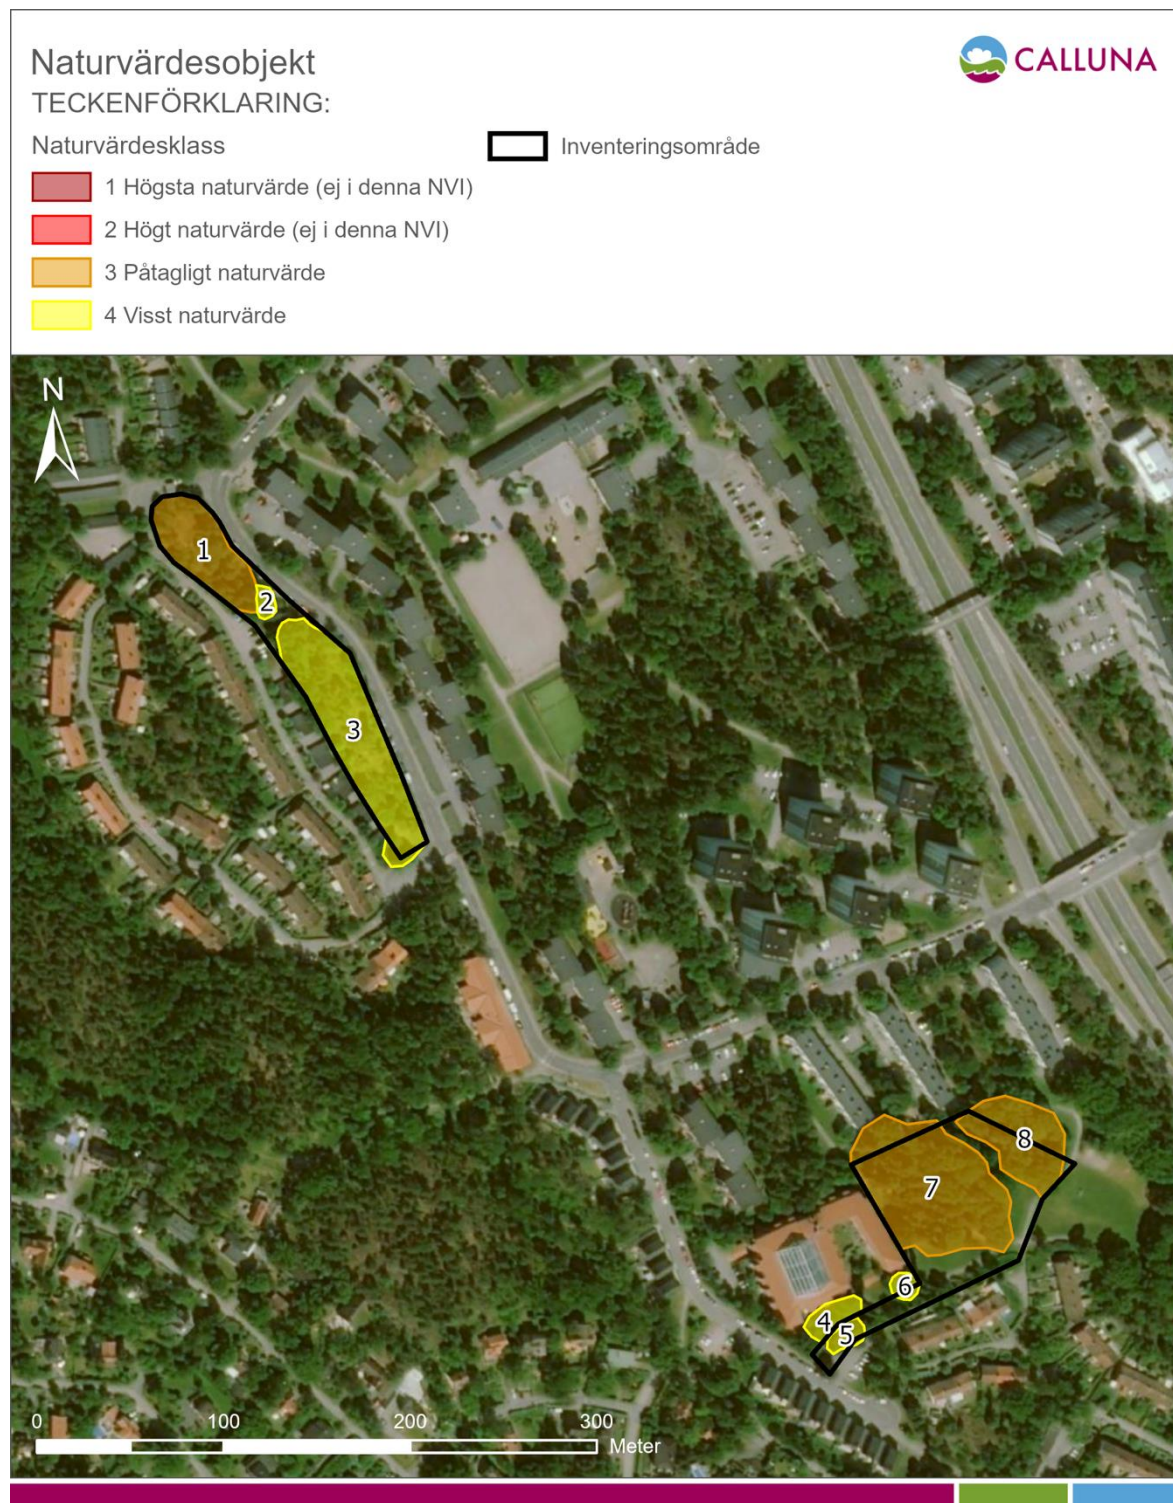 Naturvärdesobjekt
CALLUNA
TECKENFÖRKLARING:
Naturvärdesklass
Inventeringsområde
1 Högsta naturvärde (ej i denna NVI)
2 Högt naturvärde (ej i denna NVI)
3 Påtagligt naturvärde
4 Visst naturvärde
N
1
2
3
8
7
6
4
5
0 100 200 300
Meter